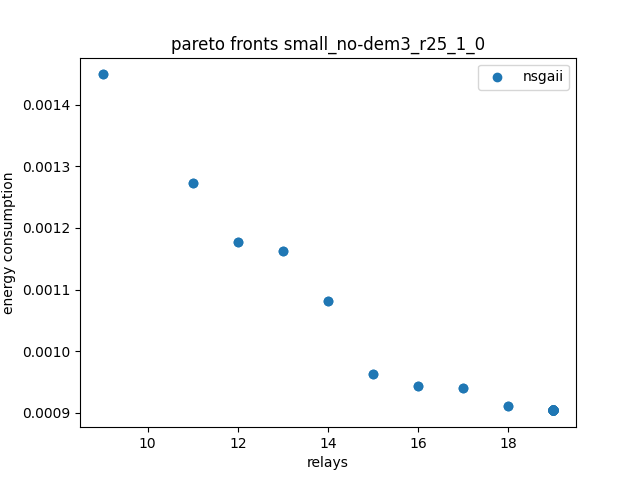 pareto fronts small_no-dem3_r25_1_0
nsgaii
0.0014
0.0013
0.0012
0.0011
0.0010
0.0009
energy consumption
10 12 14 16 18
relays